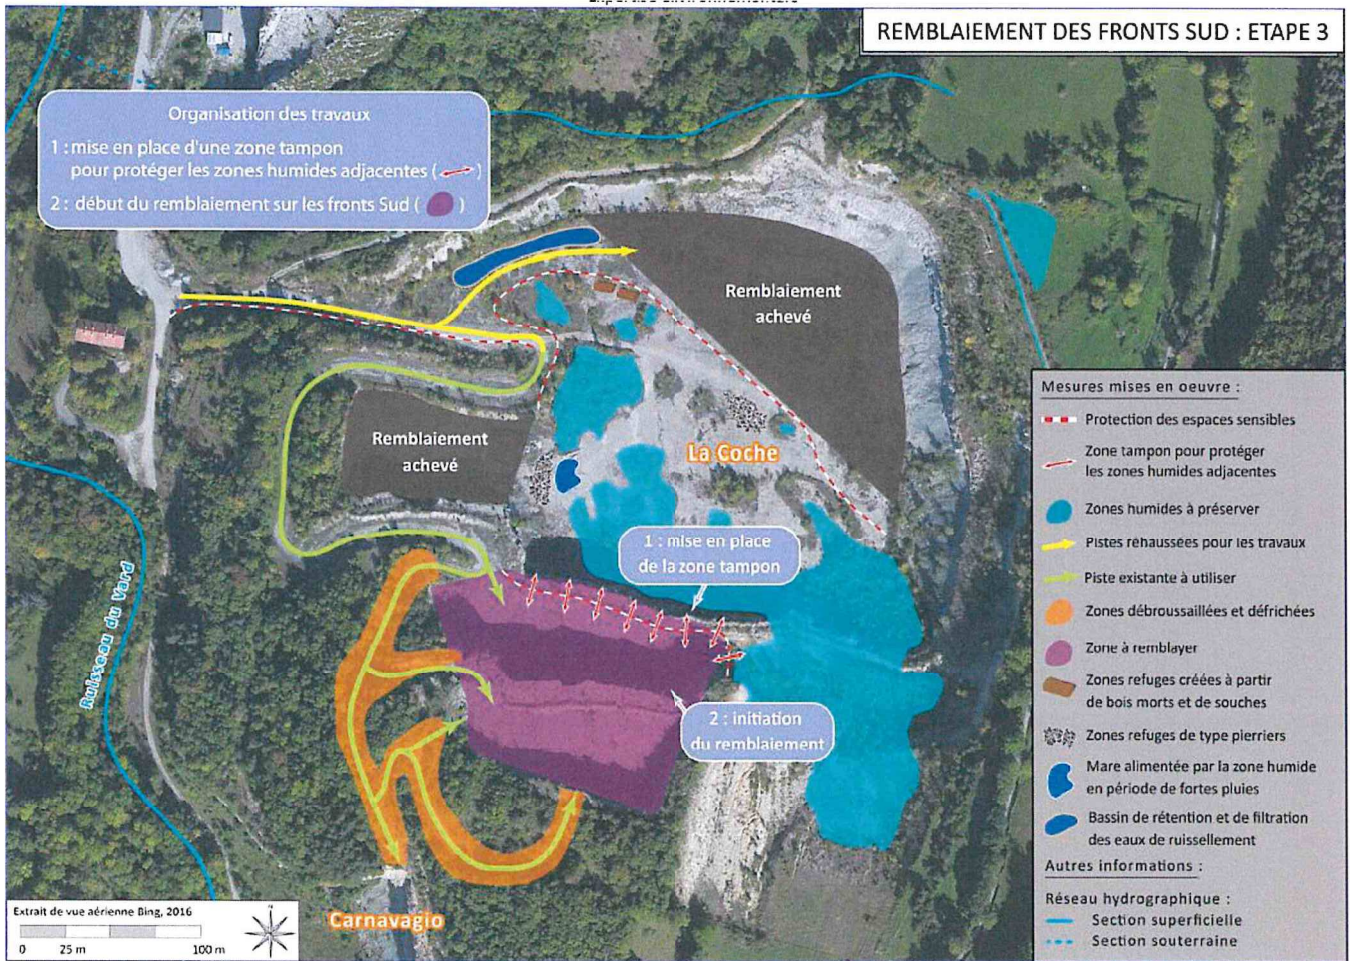 REMBLAIEMENT DES FRONTS SUD : ETAPE 3
Organisation des travaux
1 : mise en place d'une zone tampon
pour protéger les zones humides adjacentes ( )
2 : début du remblaiement sur les fronts Sud ( )
Remblaiement
achevé
Remblaiement
achevé
La Coche
1 : mise en place
de la zone tampon
2 : initiation
du remblaiement
Ruisseau du Vard
Carnavagio
Extrait de vue aérienne Bing, 2016
0 25 m 100 m
Mesures mises en oeuvre :
Protection des espaces sensibles
Zone tampon pour protéger
les zones humides adjacentes
Zones humides à préserver
Pistes réhaussées pour les travaux
Piste existante à utiliser
Zones débroussaillées et défrichées
Zone à remblayer
Zones refuges créées à partir
de bois morts et de souches
Zones refuges de type pierriers
Mare alimentée par la zone humide
en période de fortes pluies
Bassin de rétention et de filtration
des eaux de ruissellement
Autres informations :
Réseau hydrographique :
Section superficielle
Section souterraine